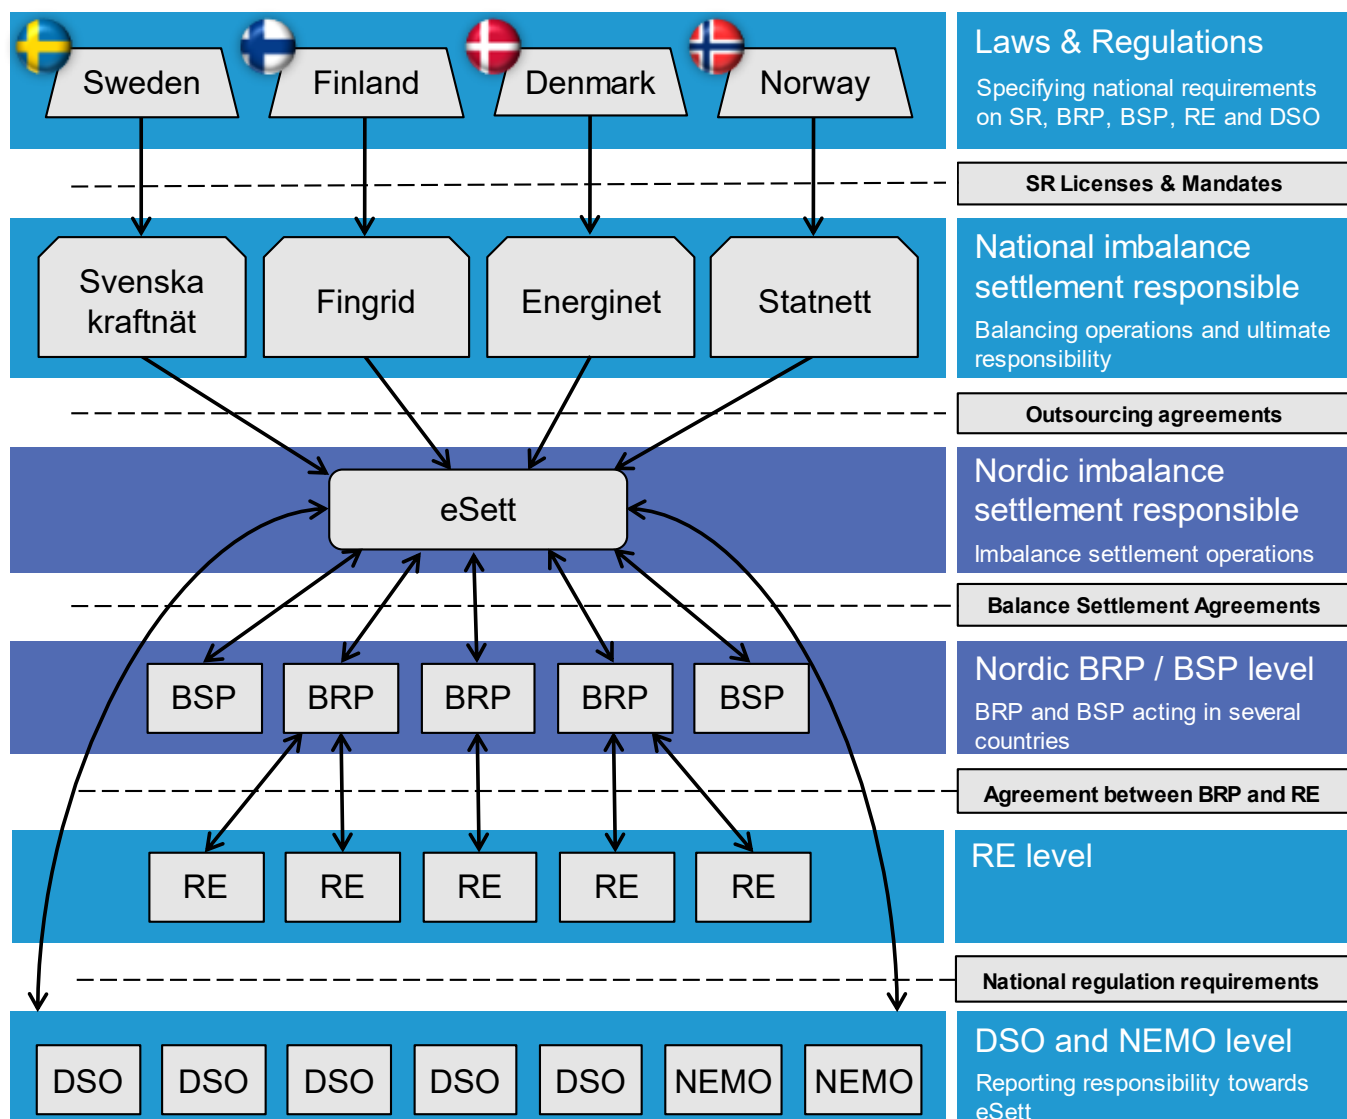 Sweden
Finland
Denmark
Norway
Laws & Regulations
Specifying national requirements
on SR, BRP, BSP, RE and DSO
SR Licenses & Mandates
Svenska
kraftnät
Fingrid
Energinet
Statnett
National imbalance
settlement responsible
Balancing operations and ultimate
responsibility
Outsourcing agreements
eSett
Nordic imbalance
settlement responsible
Imbalance settlement operations
Balance Settlement Agreements
BSP
BRP
BRP
BRP
BSP
Nordic BRP / BSP level
BRP and BSP acting in several
countries
Agreement between BRP and RE
RE
RE
RE
RE
RE
RE level
National regulation requirements
DSO
DSO
DSO
DSO
DSO
NEMO
NEMO
DSO and NEMO level
Reporting responsibility towards
eSett